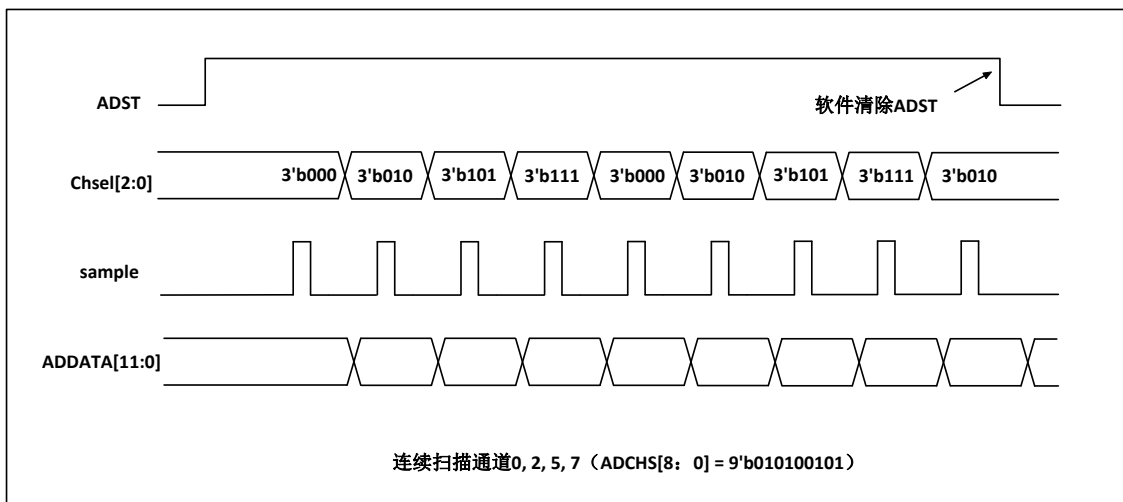 ADST
软件清除ADST
Chsel[2:0]
3'b000 3'b010 3'b101 3'b111 3'b000 3'b010 3'b101 3'b111 3'b010
sample
ADDATA[11:0]
连续扫描通道0, 2, 5, 7（ADCHS[8：0] = 9'b010100101）